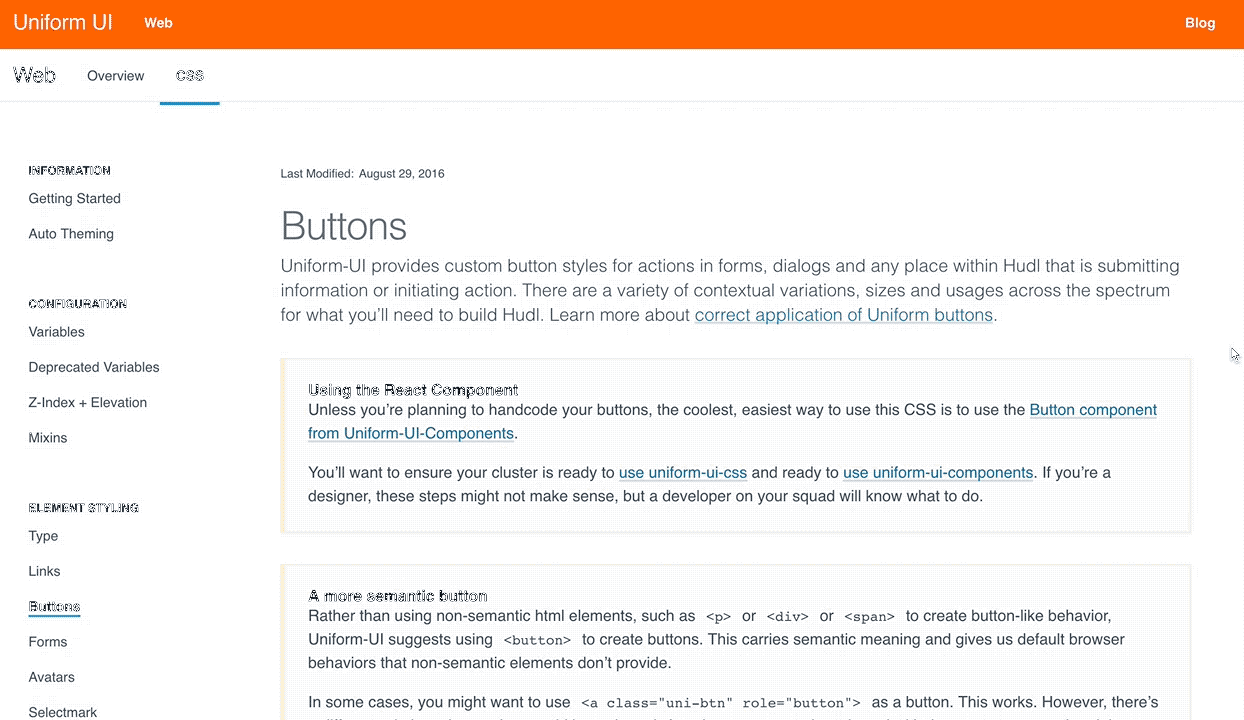 Uniform UI Web Blog
Web Overview CSS
INFORMATION
Getting Started
Auto Theming
CONFIGURATION
Variables
Deprecated Variables
Z-Index + Elevation
Mixins
ELEMENT STYLING
Type
Links
Buttons
Forms
Avatars
Selectmark
Last Modified: August 29, 2016
Buttons
Uniform-UI provides custom button styles for actions in forms, dialogs and any place within Hudl that is submitting
information or initiating action. There are a variety of contextual variations, sizes and usages across the spectrum
for what you’ll need to build Hudl. Learn more about correct application of Uniform buttons.
Using the React Component
Unless you’re planning to handcode your buttons, the coolest, easiest way to use this CSS is to use the Button component
from Uniform-UI-Components.
You’ll want to ensure your cluster is ready to use uniform-ui-css and ready to use uniform-ui-components. If you’re a
designer, these steps might not make sense, but a developer on your squad will know what to do.
A more semantic button
Rather than using non-semantic html elements, such as <p> or <div> or <span> to create button-like behavior,
Uniform-UI suggests using <button> to create buttons. This carries semantic meaning and gives us default browser
behaviors that non-semantic elements don’t provide.
In some cases, you might want to use <a class="uni-btn" role="button"> as a button. This works. However, there’s